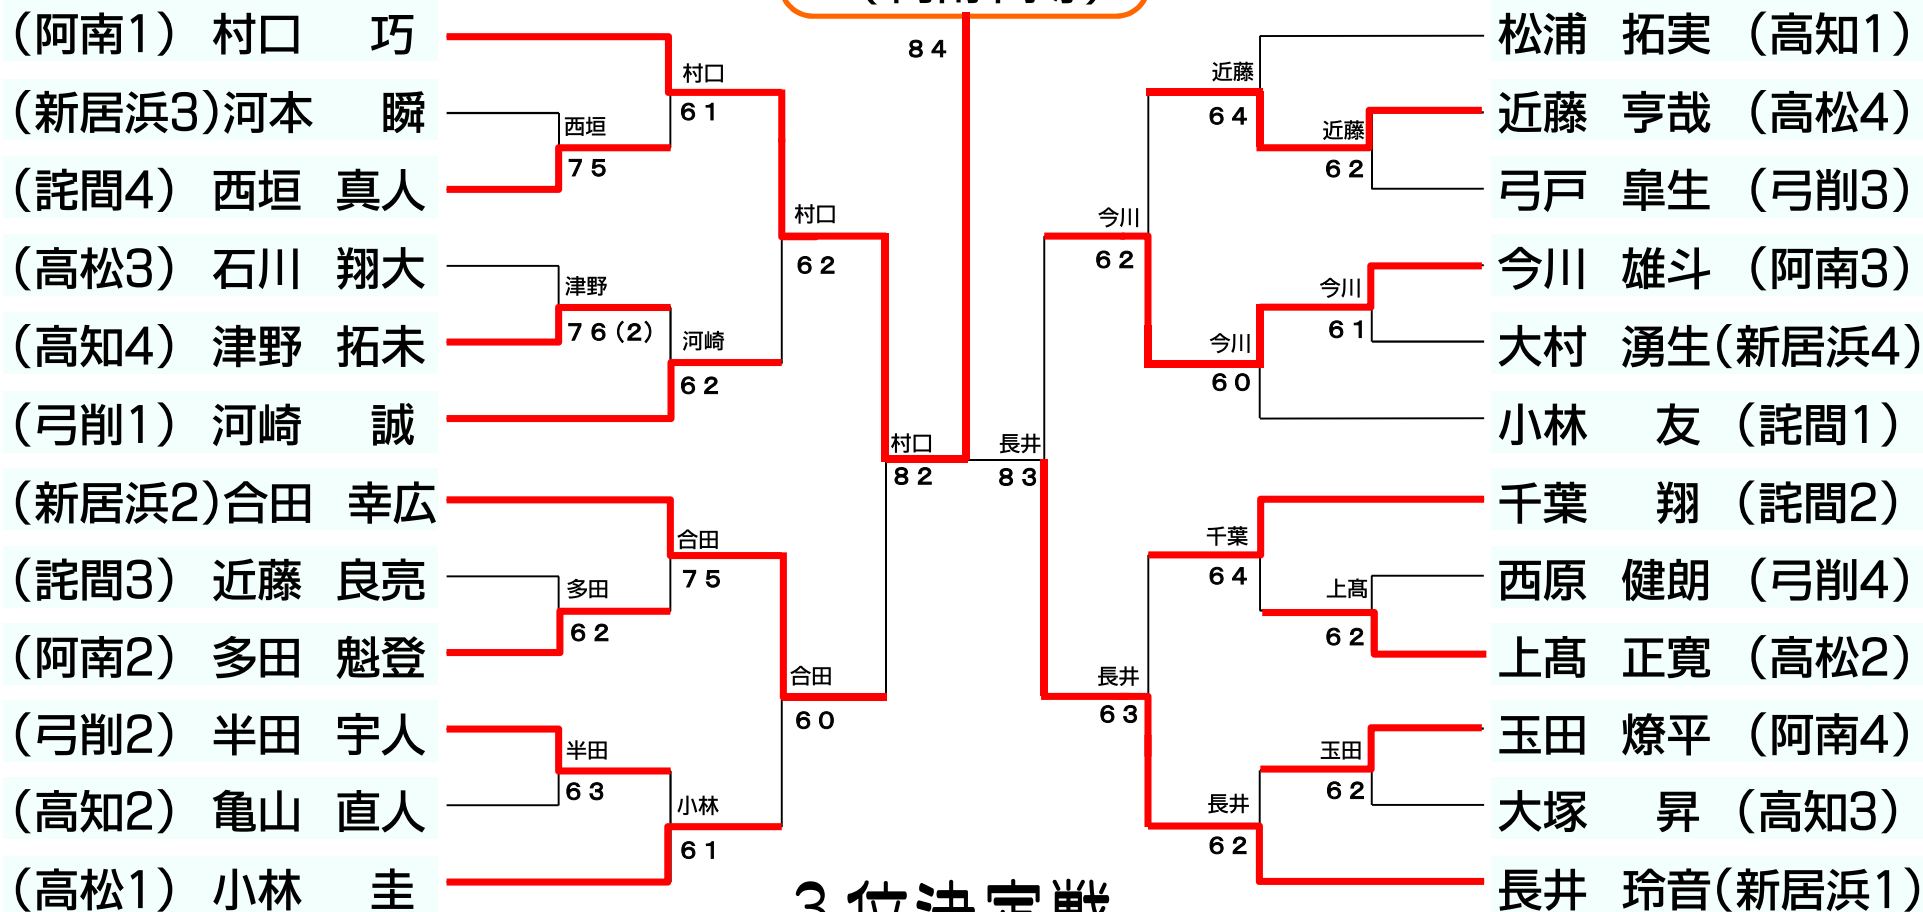 (阿南1) 村口 巧
(新居浜3)河本 瞬
(詫間4) 西垣 真人
(高松3) 石川 翔大
(高知4) 津野 拓未
(弓削1) 河崎 誠
(新居浜2)合田 幸広
(詫間3) 近藤 良亮
(阿南2) 多田 魁登
(弓削2) 半田 宇人
(高知2) 亀山 直人
(高松1) 小林 圭
西垣
75
津野
76(2)
多田
62
半田
63
村口
61
河崎
62
合田
75
小林
61
村口
62
合田
60
村口
82
84
長井
83
今川
62
長井
63
近藤
64
今川
60
千葉
64
長井
62
近藤
62
今川
61
上髙
62
玉田
62
松浦 拓実 (高知1)
近藤 亨哉 (高松4)
弓戸 皐生 (弓削3)
今川 雄斗 (阿南3)
大村 湧生(新居浜4)
小林 友 (詫間1)
千葉 翔 (詫間2)
西原 健朗 (弓削4)
上髙 正寛 (高松2)
玉田 燎平 (阿南4)
大塚 昇 (高知3)
長井 玲音(新居浜1)
3位決定戦